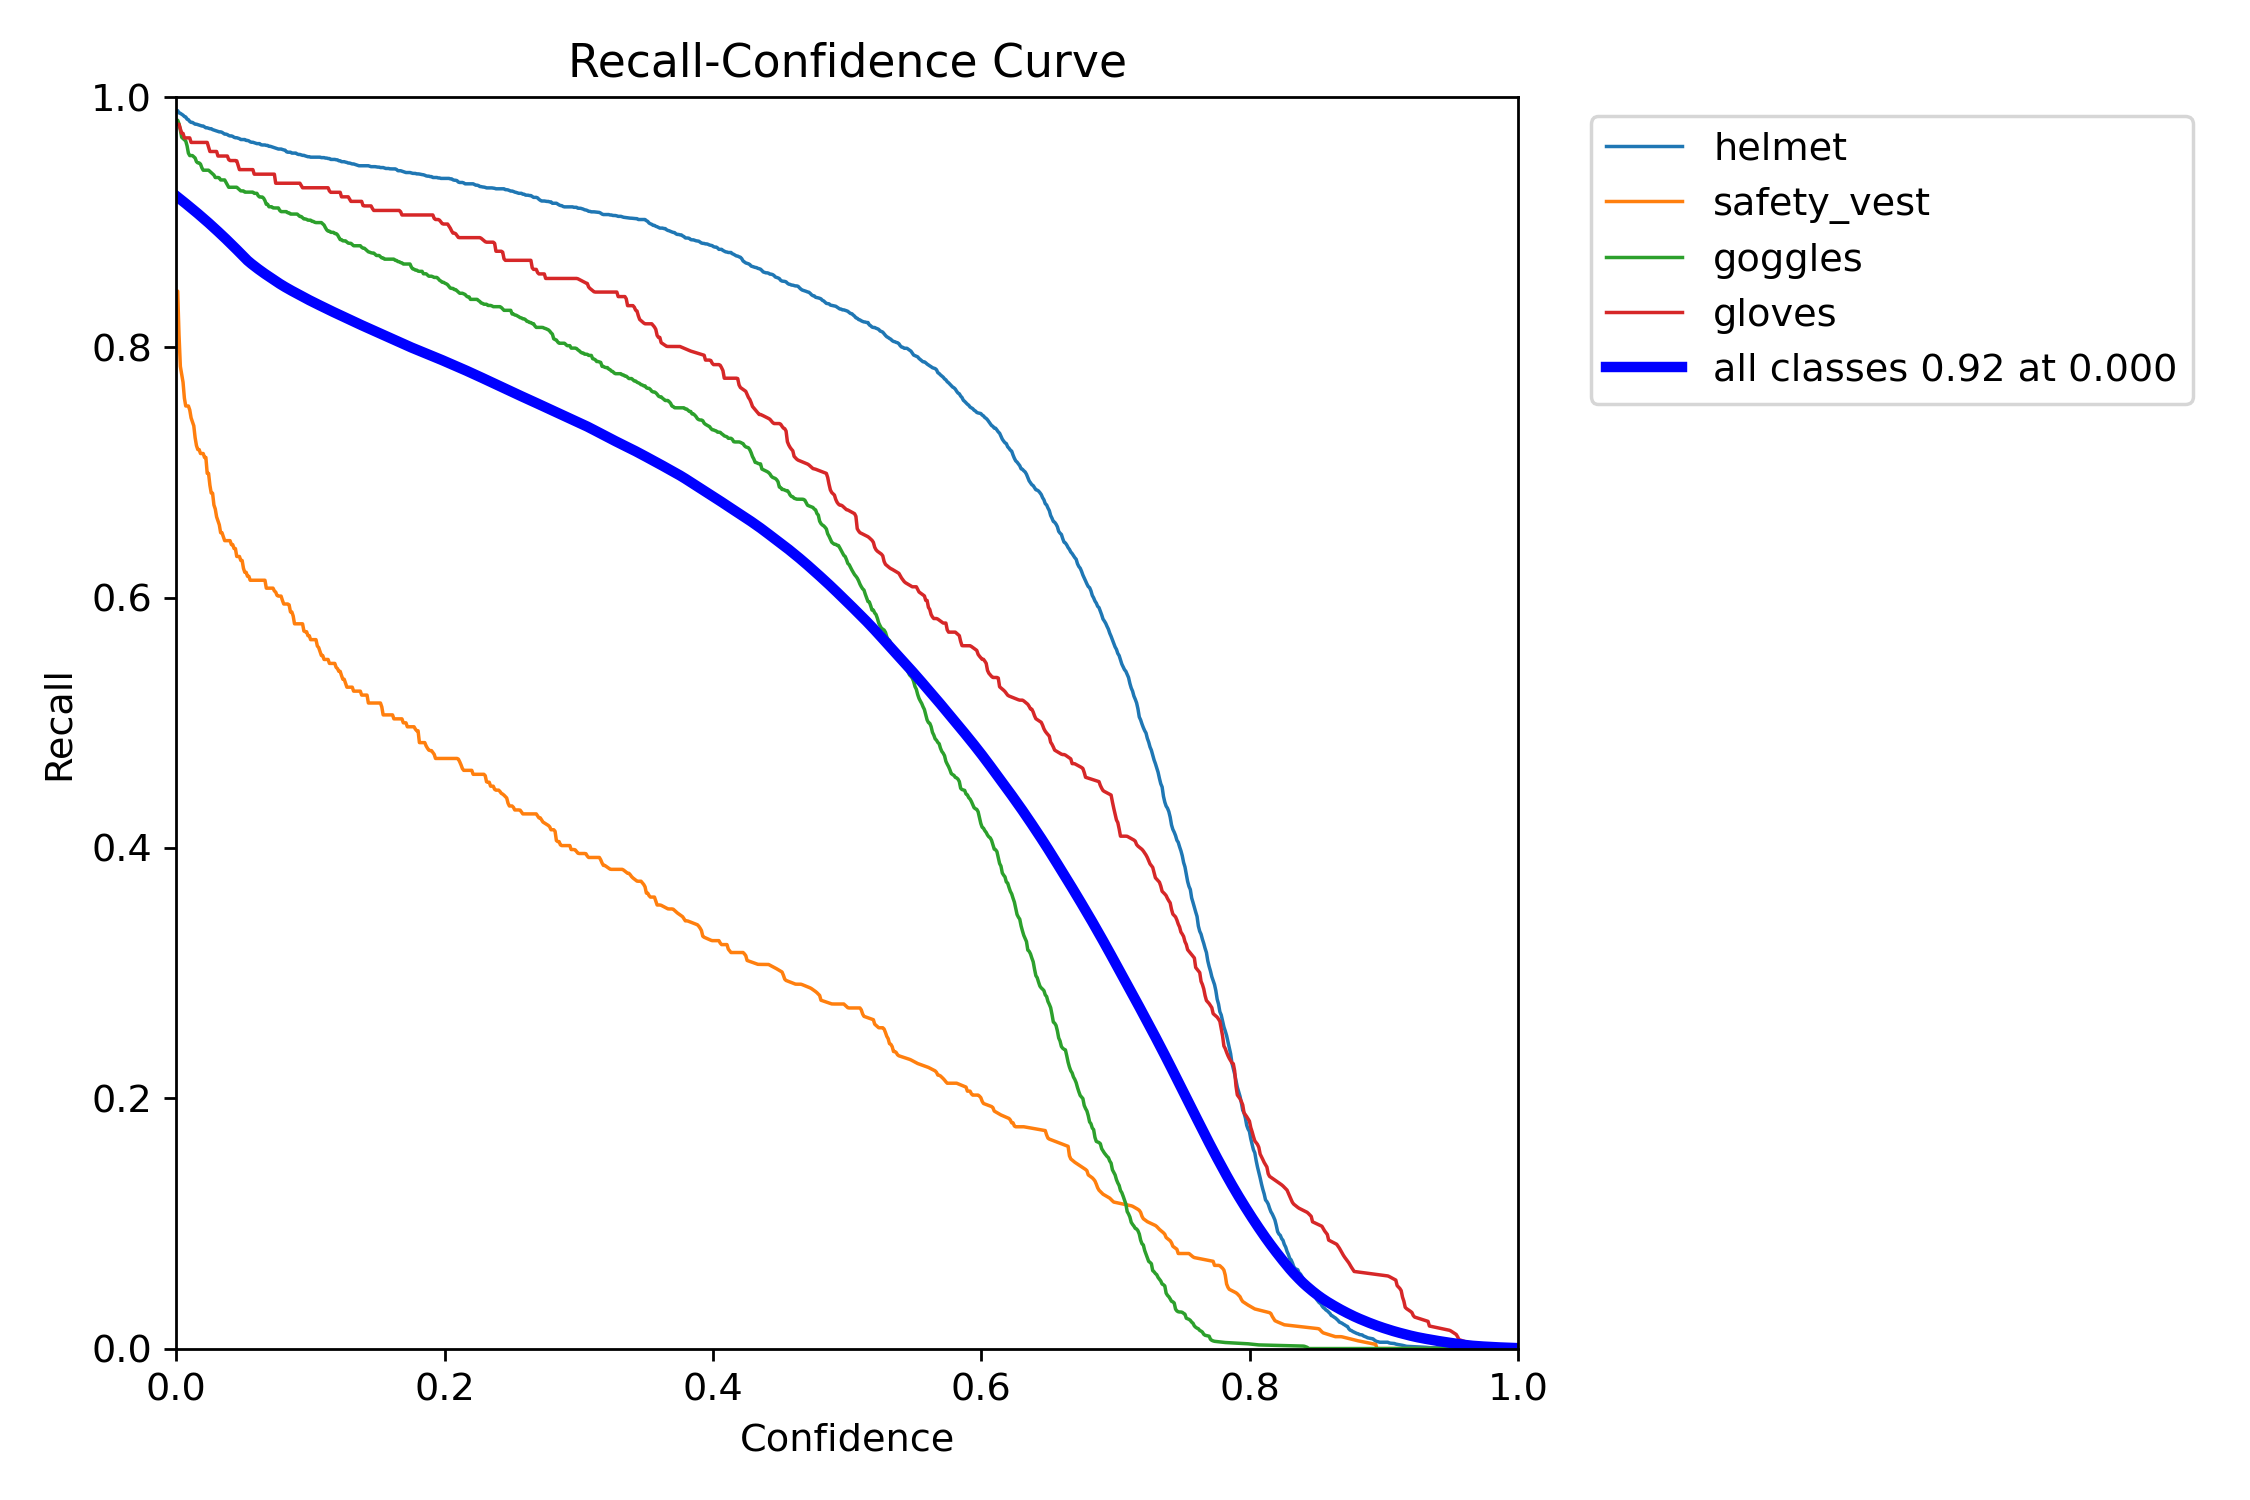 Recall-Confidence Curve
1.0
0.8
0.6
0.4
0.2
0.0
Recall
0.0 0.2 0.4 0.6 0.8 1.0
Confidence
helmet
safety_vest
goggles
gloves
all classes 0.92 at 0.000